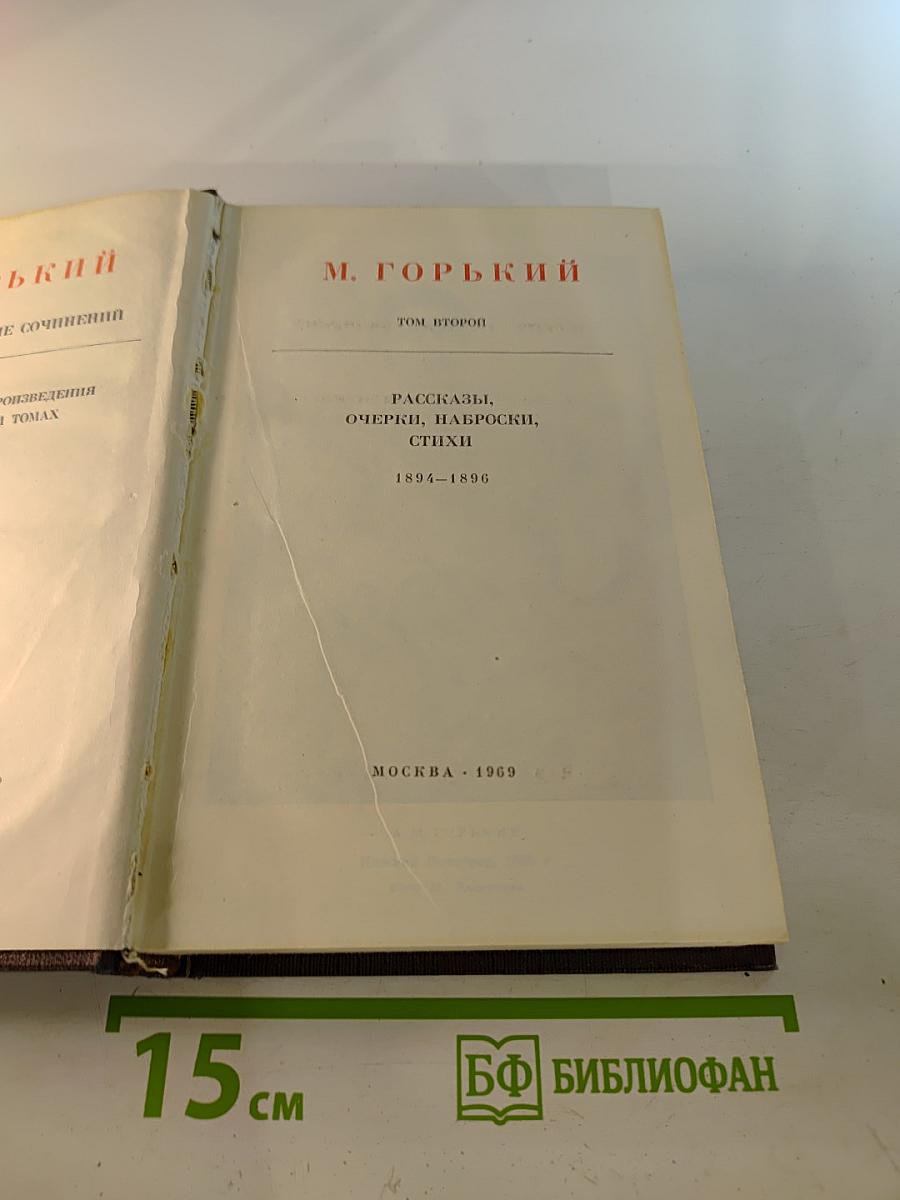 РЬКИЙ
ИЕ СОЧИНЕНИЙ
РОИЗВЕДЕНИЯ
И ТОМАХ
М. ГОРЬКИЙ
ТОМ ВТОРОЙ
РАССКАЗЫ,
ОЧЕРКИ, НАБРОСКИ,
СТИХИ
1894—1896
МОСКВА · 1969
15 см
БФ БИБЛИОФАН